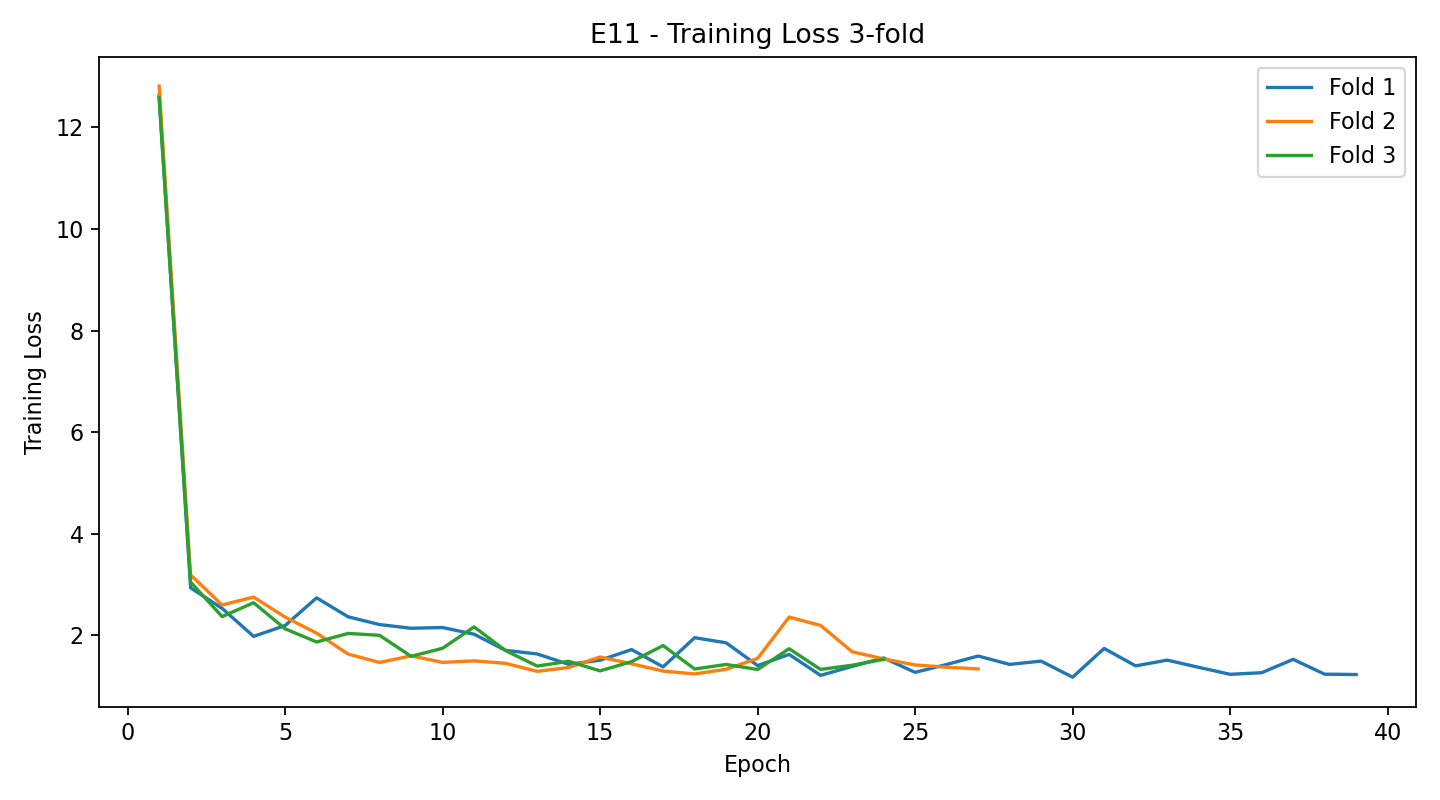 E11 - Training Loss 3-fold
Fold 1
Fold 2
Fold 3
Training Loss
12
10
8
6
4
2
0 5 10 15 20 25 30 35 40
Epoch